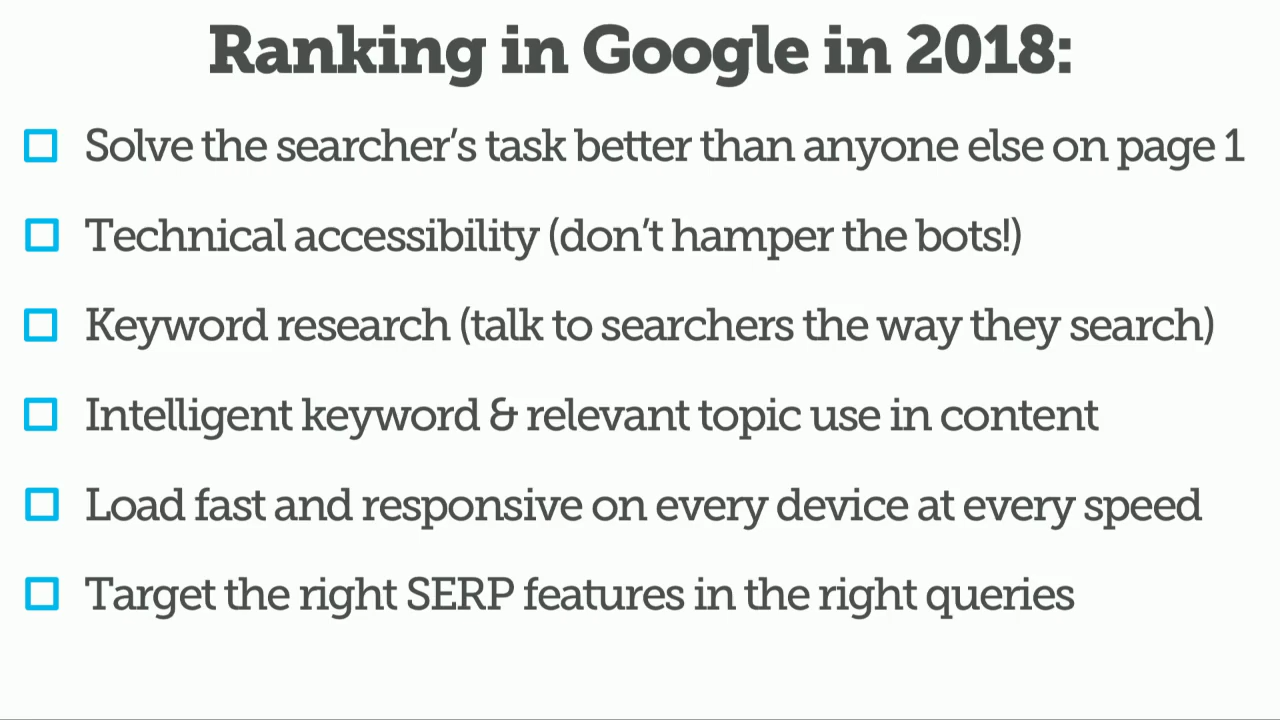 Ranking in Google in 2018:
Solve the searcher’s task better than anyone else on page 1
Technical accessibility (don’t hamper the bots!)
Keyword research (talk to searchers the way they search)
Intelligent keyword & relevant topic use in content
Load fast and responsive on every device at every speed
Target the right SERP features in the right queries